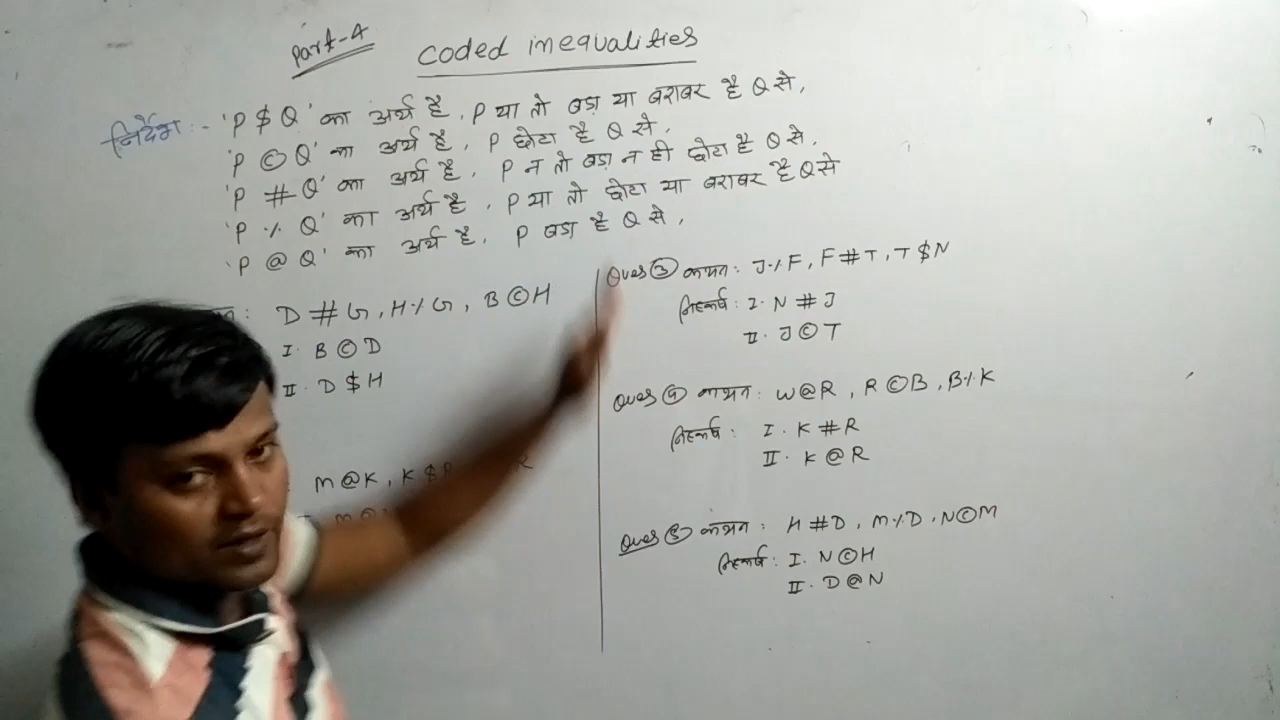 Part-4
Coded inequalities
निर्देश :- 'P $ Q' का अर्थ है, P या तो बड़ा या बराबर है Q से,
'P © Q' का अर्थ है, P छोटा है Q से,
'P # Q' का अर्थ है, P न तो बड़ा न ही छोटा है Q से,
'P % Q' का अर्थ है, P या तो छोटा या बराबर है Q से
'P @ Q' का अर्थ है, P बड़ा है Q से,
: D # G, H % G, B © H
I. B © D
II. D $ H
M @ K, K $
Ques ③ कथन : J % F, F # T, T $ N
निष्कर्ष : I. N # J
II. J © T
Ques ④ कथन : W @ R, R © B, B % K
निष्कर्ष : I. K # R
II. K @ R
Ques ⑤ कथन : H # D, M % D, N © M
निष्कर्ष : I. N © H
II. D @ N